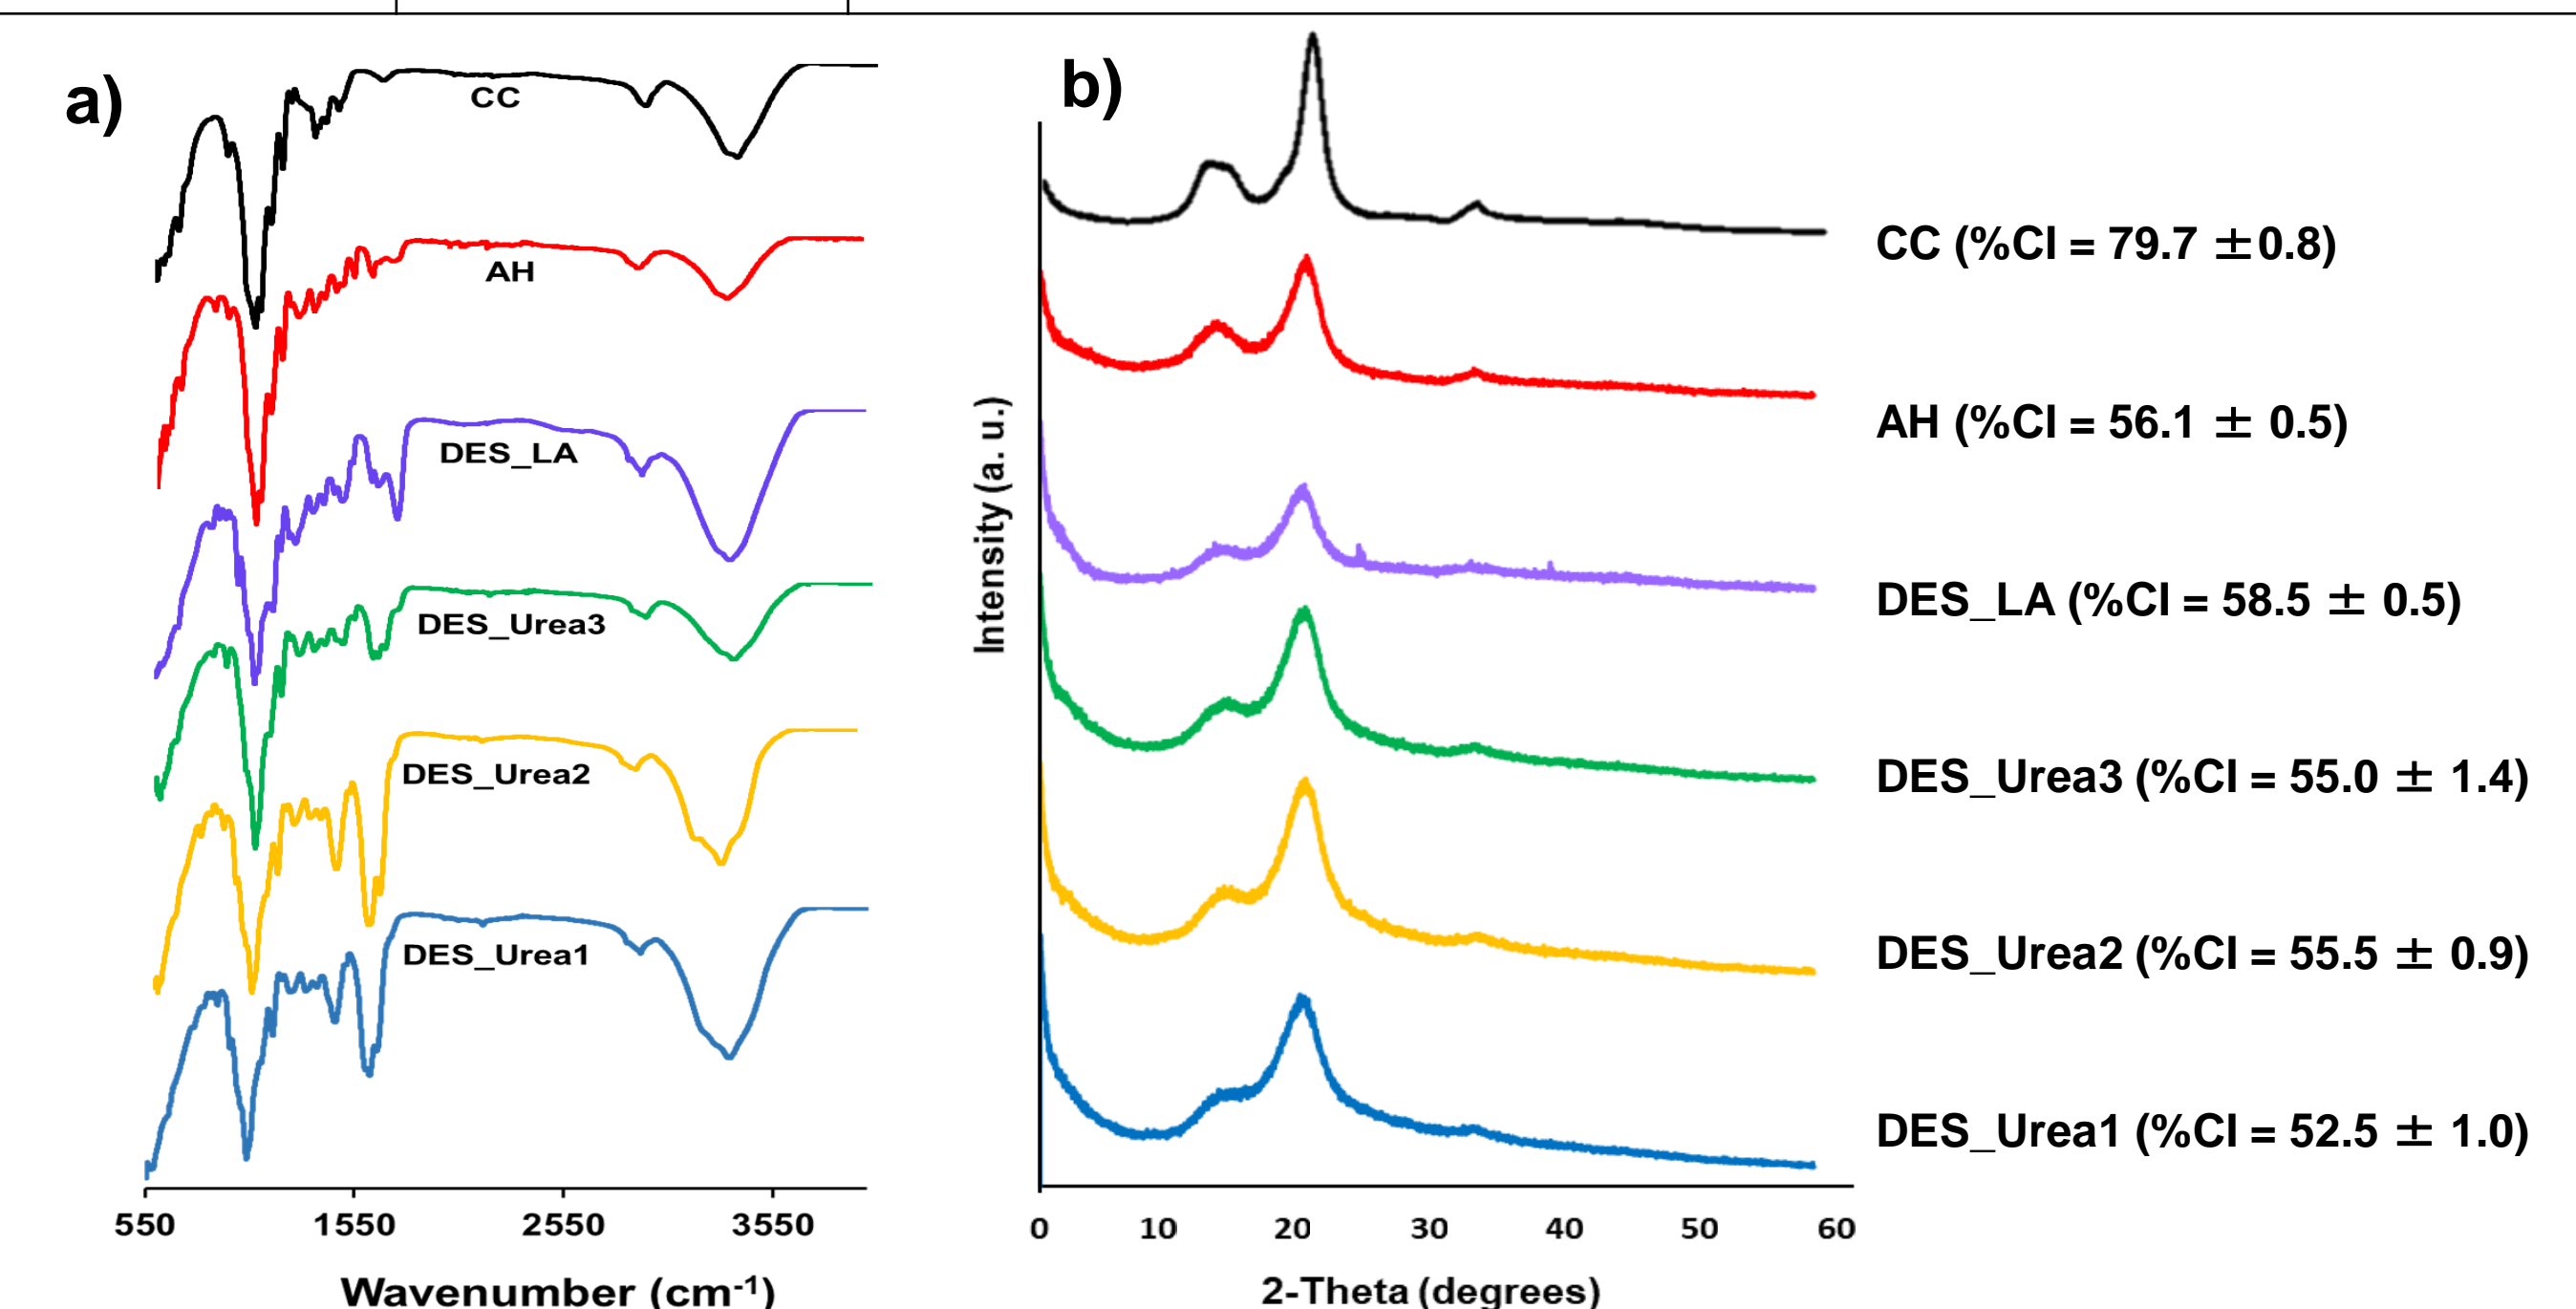 a)
CC
AH
DES_LA
DES_Urea3
DES_Urea2
DES_Urea1
550 1550 2550 3550
Wavenumber (cm⁻¹)
b)
Intensity (a. u.)
0 10 20 30 40 50 60
2-Theta (degrees)
CC (%CI = 79.7 ±0.8)
AH (%CI = 56.1 ± 0.5)
DES_LA (%CI = 58.5 ± 0.5)
DES_Urea3 (%CI = 55.0 ± 1.4)
DES_Urea2 (%CI = 55.5 ± 0.9)
DES_Urea1 (%CI = 52.5 ± 1.0)